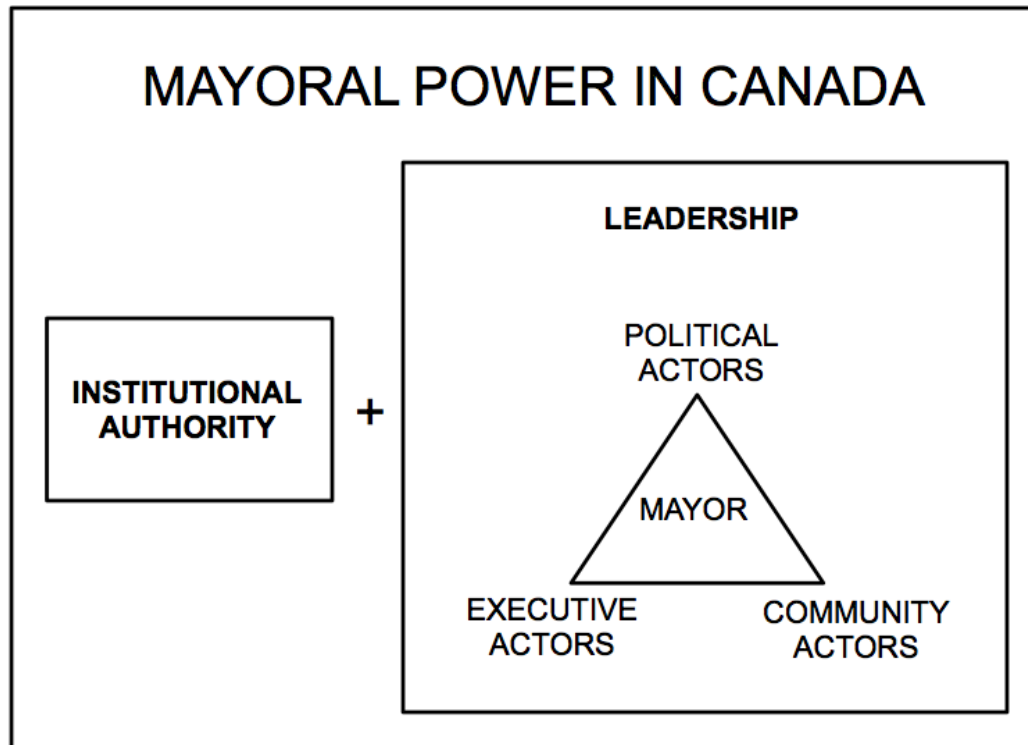 MAYORAL POWER IN CANADA
LEADERSHIP
INSTITUTIONAL
AUTHORITY
+
POLITICAL
ACTORS
MAYOR
EXECUTIVE
ACTORS
COMMUNITY
ACTORS